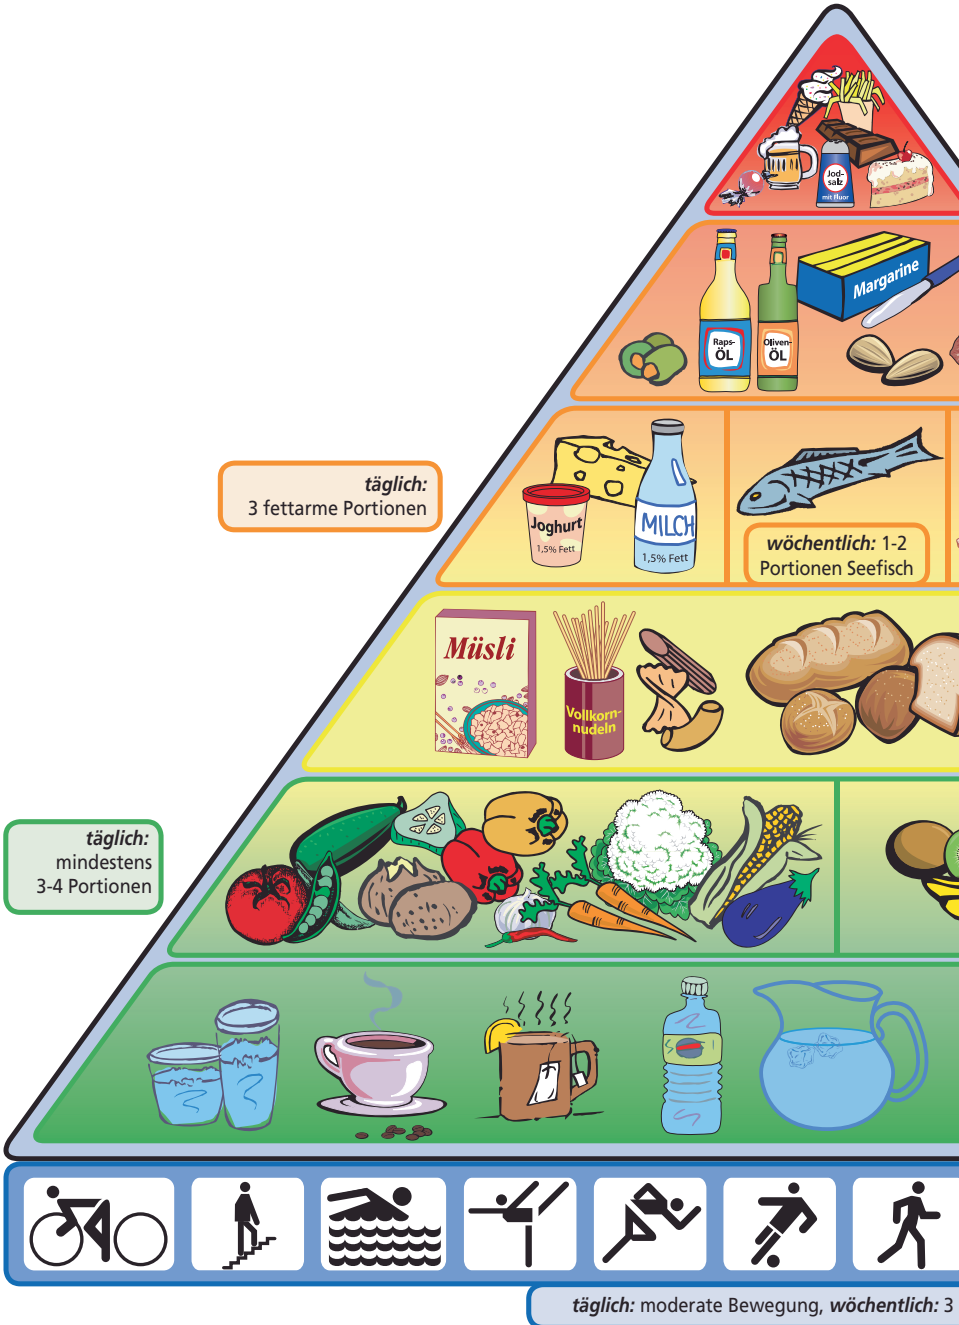 Jod-
salz
mit Fluor
Margarine
Raps-
ÖL
Oliven-
ÖL
täglich:
3 fettarme Portionen
Joghurt
1,5% Fett
MILCH
1,5% Fett
wöchentlich: 1-2
Portionen Seefisch
Müsli
Vollkorn-
nudeln
täglich:
mindestens
3-4 Portionen
täglich: moderate Bewegung, wöchentlich: 3